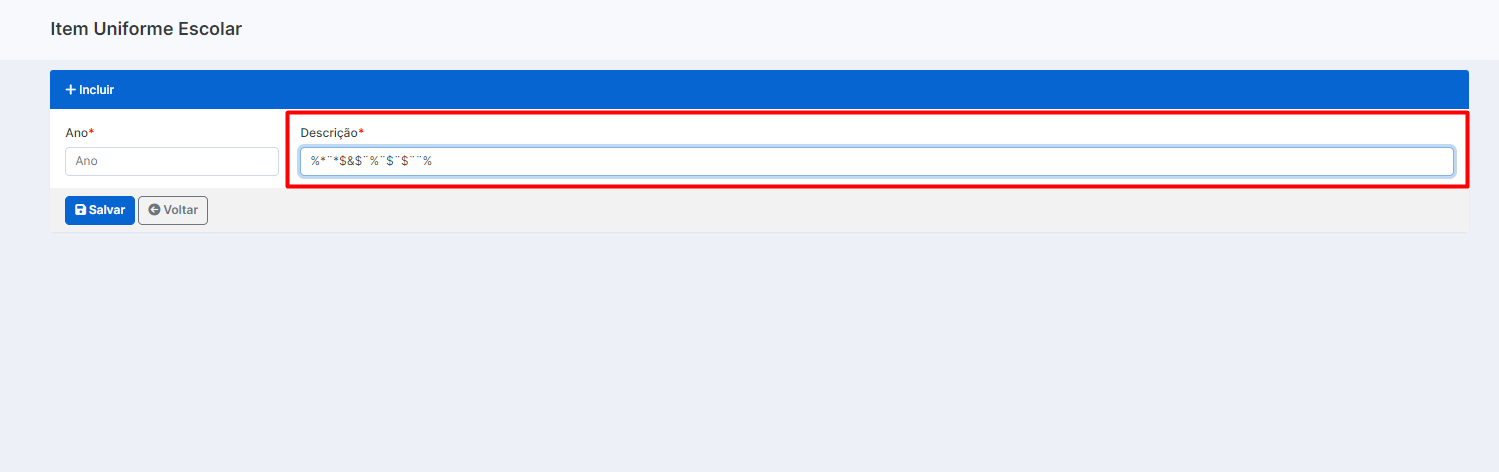 Item Uniforme Escolar
+ Incluir
Ano*
Descrição*
Ano
%*¨*$&$¨%¨$¨$¨¨%
Salvar
Voltar